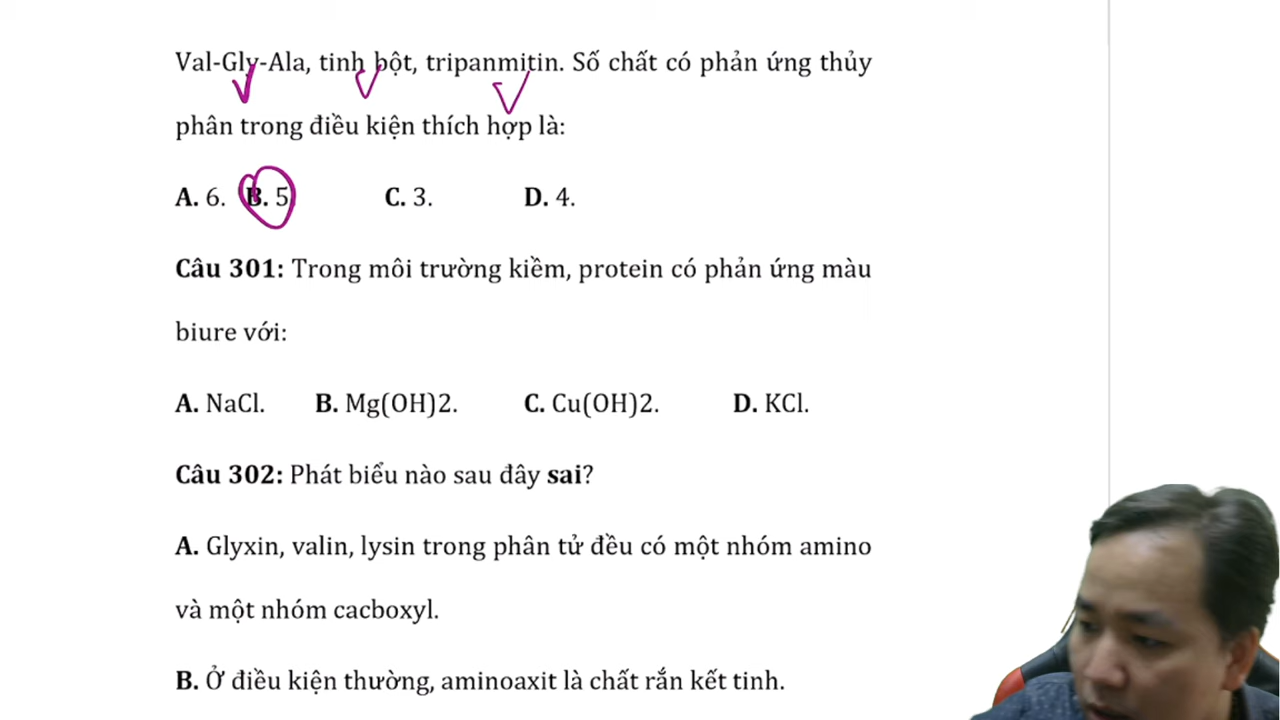 Val-Gly-Ala, tinh bột, tripanmitin. Số chất có phản ứng thủy
phân trong điều kiện thích hợp là:
A. 6. B. 5. C. 3. D. 4.
Câu 301: Trong môi trường kiềm, protein có phản ứng màu
biure với:
A. NaCl. B. Mg(OH)2. C. Cu(OH)2. D. KCl.
Câu 302: Phát biểu nào sau đây sai?
A. Glyxin, valin, lysin trong phân tử đều có một nhóm amino
và một nhóm cacboxyl.
B. Ở điều kiện thường, aminoaxit là chất rắn kết tinh.